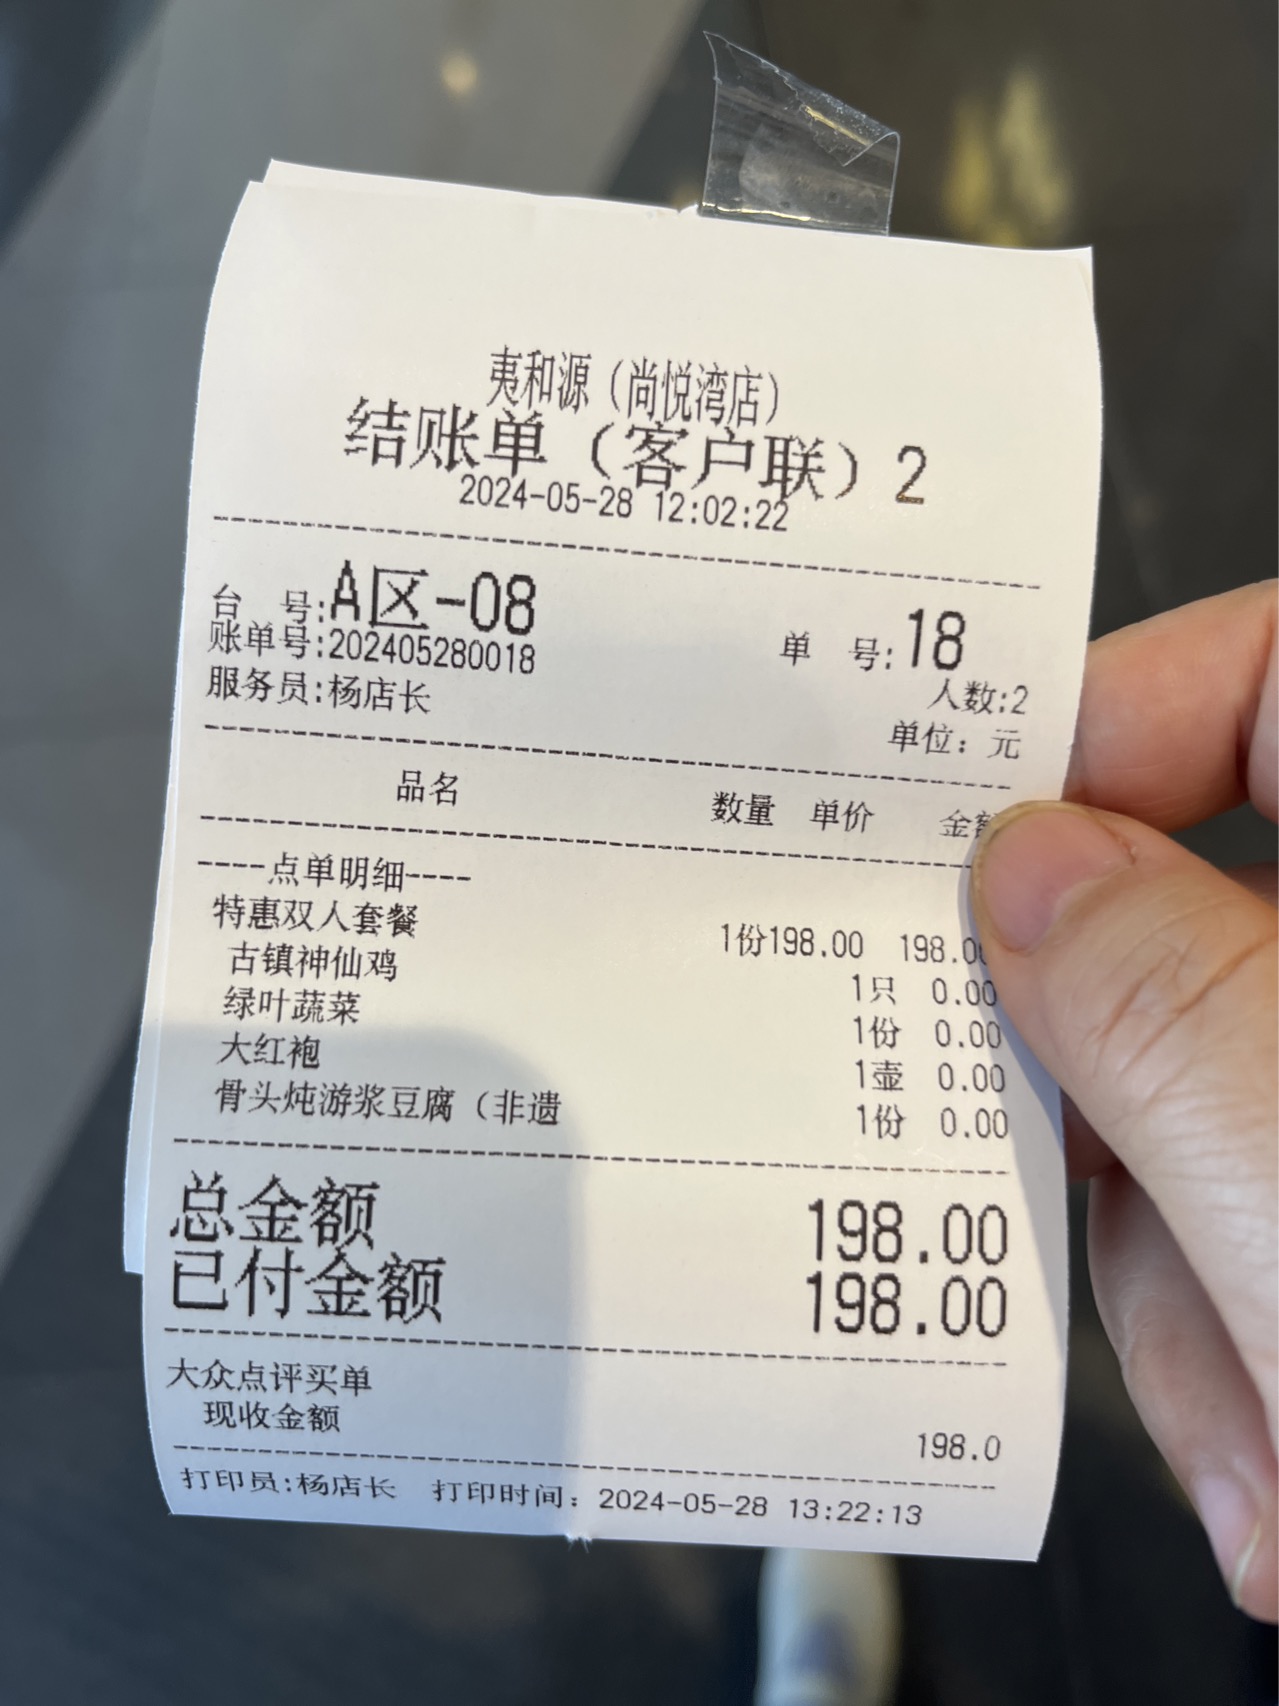 夷和源（尚悦湾店）
结账单（客户联）2
2024-05-28 12:02:22
台 号:A区-08 单 号:18
账单号:202405280018 人数:2
服务员:杨店长 单位：元
品名 数量 单价 金额
----点单明细----
特惠双人套餐 1份198.00 198.00
古镇神仙鸡 1只 0.00
绿叶蔬菜 1份 0.00
大红袍 1壶 0.00
骨头炖游浆豆腐（非遗 1份 0.00
总金额 198.00
已付金额 198.00
大众点评买单
现收金额 198.0
打印员:杨店长 打印时间：2024-05-28 13:22:13